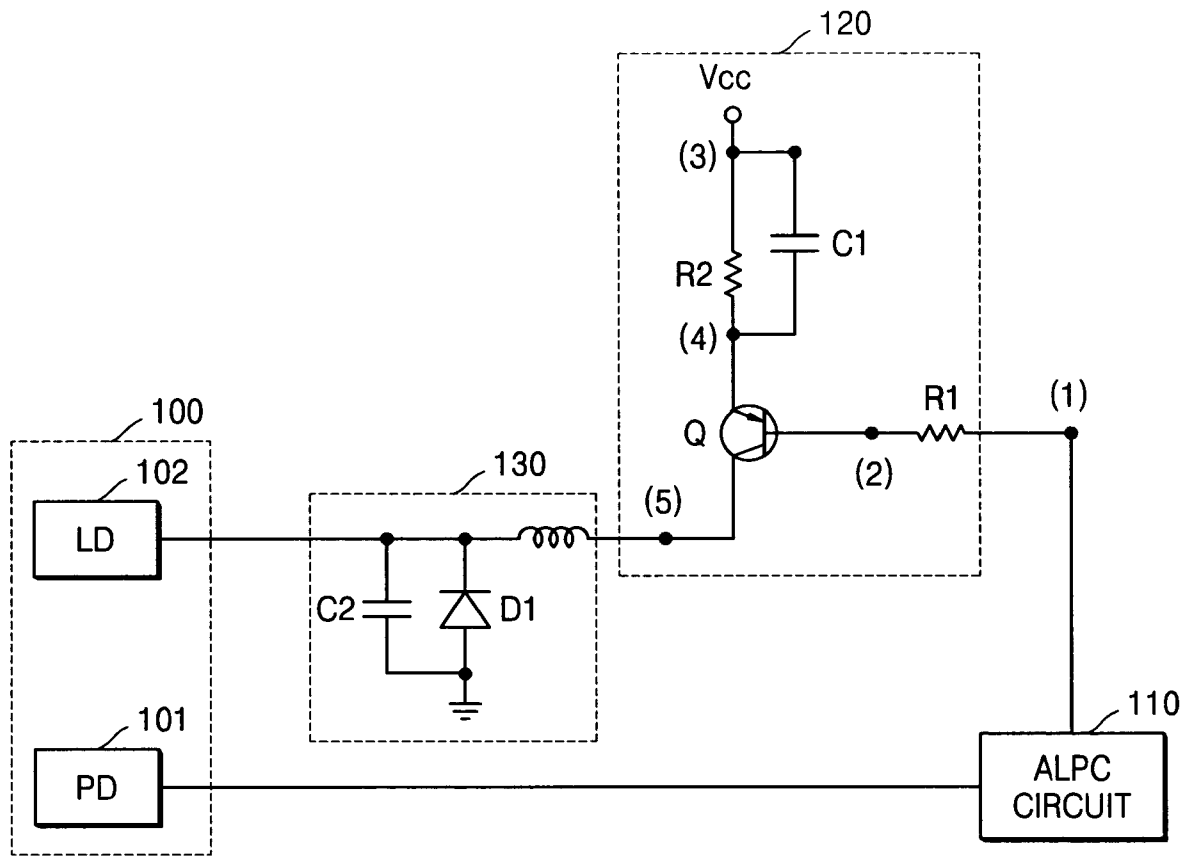 120
Vcc
(3)
C1
R2
(4)
R1
(1)
100
Q
102
130
(2)
(5)
LD
C2
D1
101
110
PD
ALPC
CIRCUIT